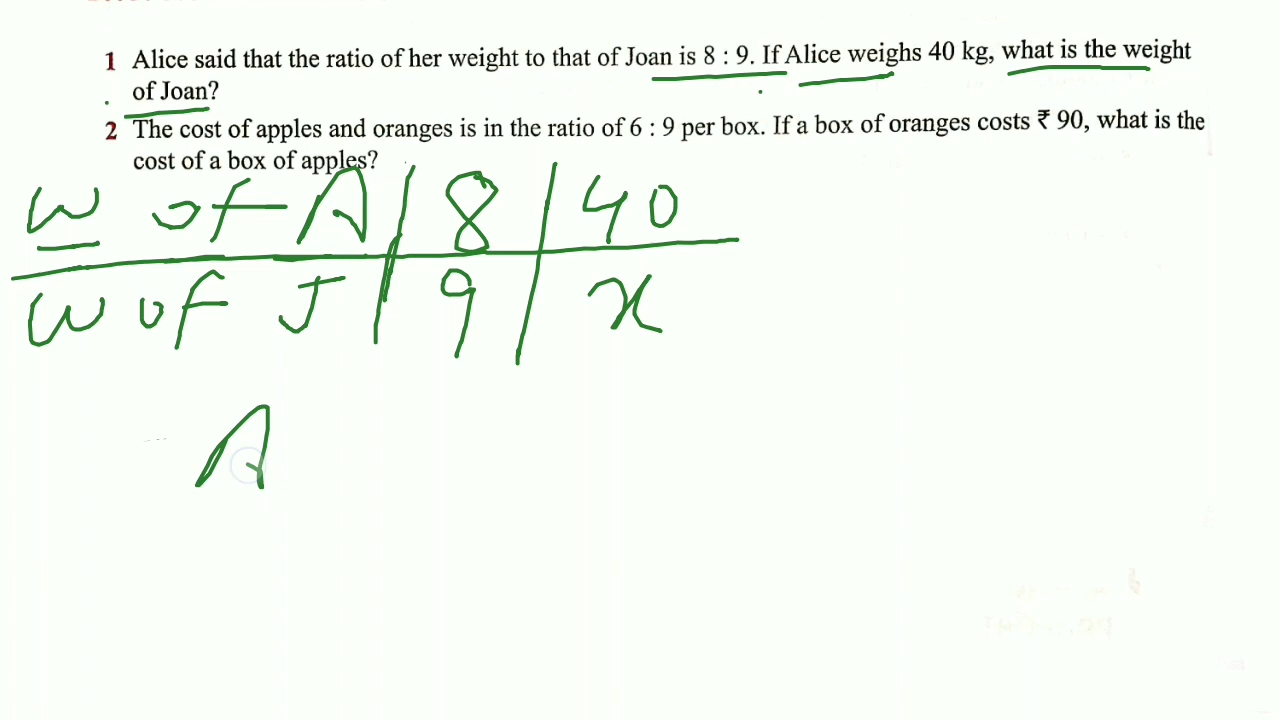 1 Alice said that the ratio of her weight to that of Joan is 8 : 9. If Alice weighs 40 kg, what is the weight
of Joan?
2 The cost of apples and oranges is in the ratio of 6 : 9 per box. If a box of oranges costs ₹ 90, what is the
cost of a box of apples?
W of A | 8 | 40
W of J | 9 | x
A